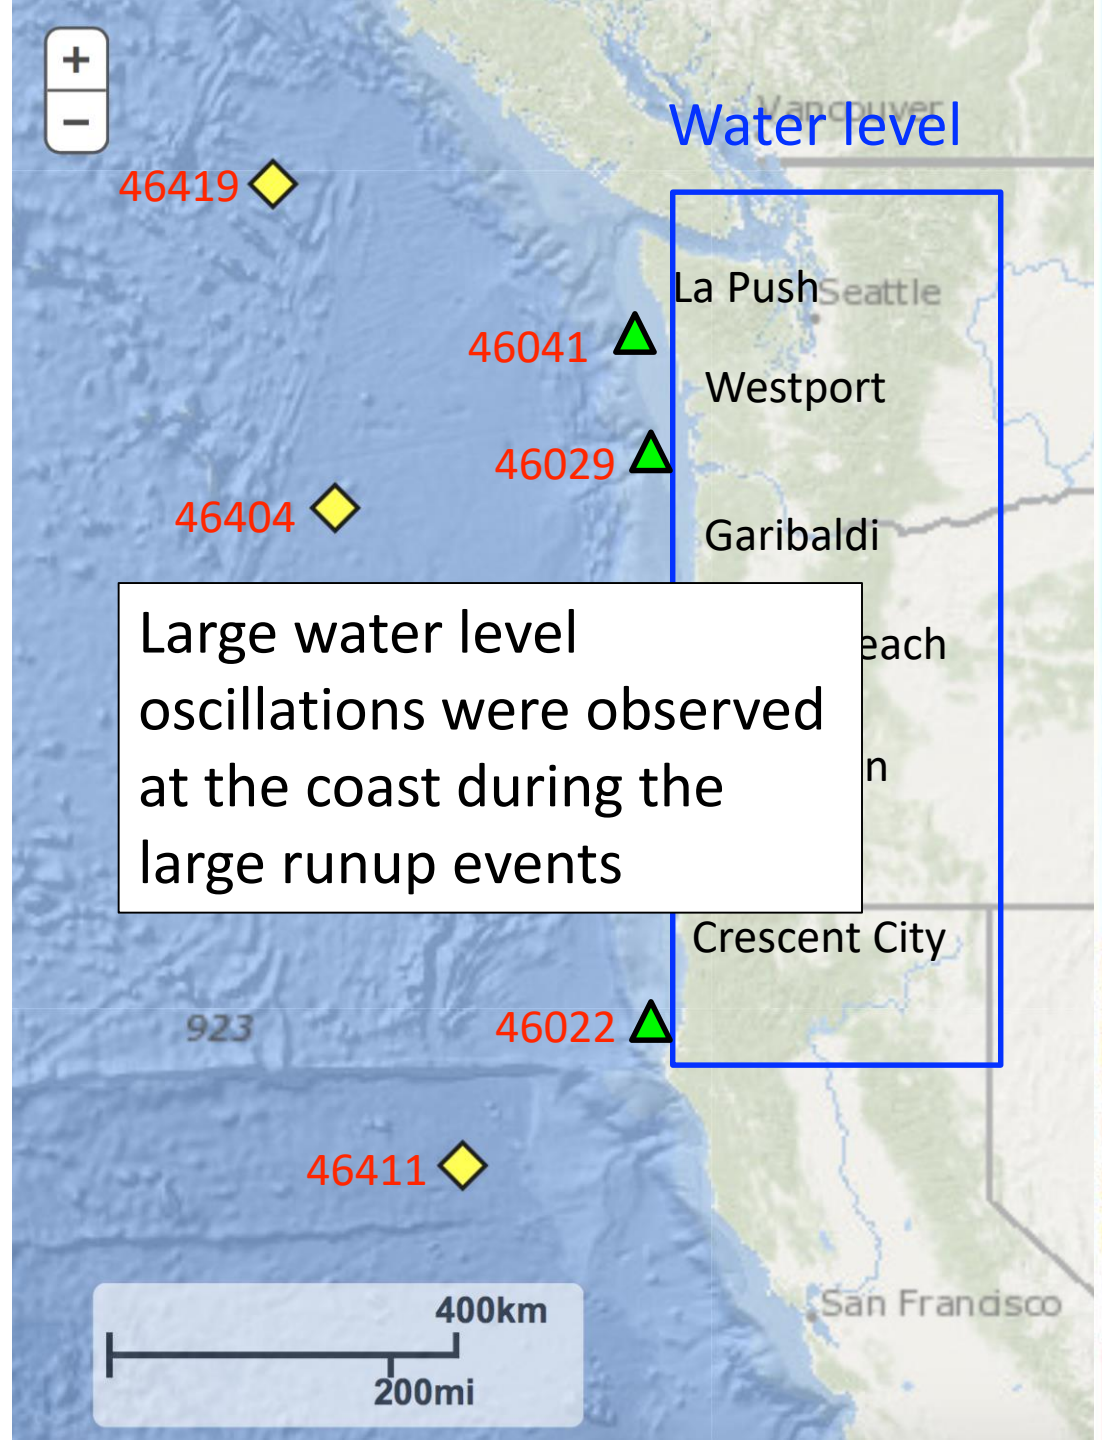 +
−
Vancouver
Water level
46419
La Push
Seattle
46041
Westport
46029
46404
Garibaldi
Large water level
oscillations were observed
at the coast during the
large runup events
each
n
Crescent City
923
46022
46411
San Francisco
400km
200mi